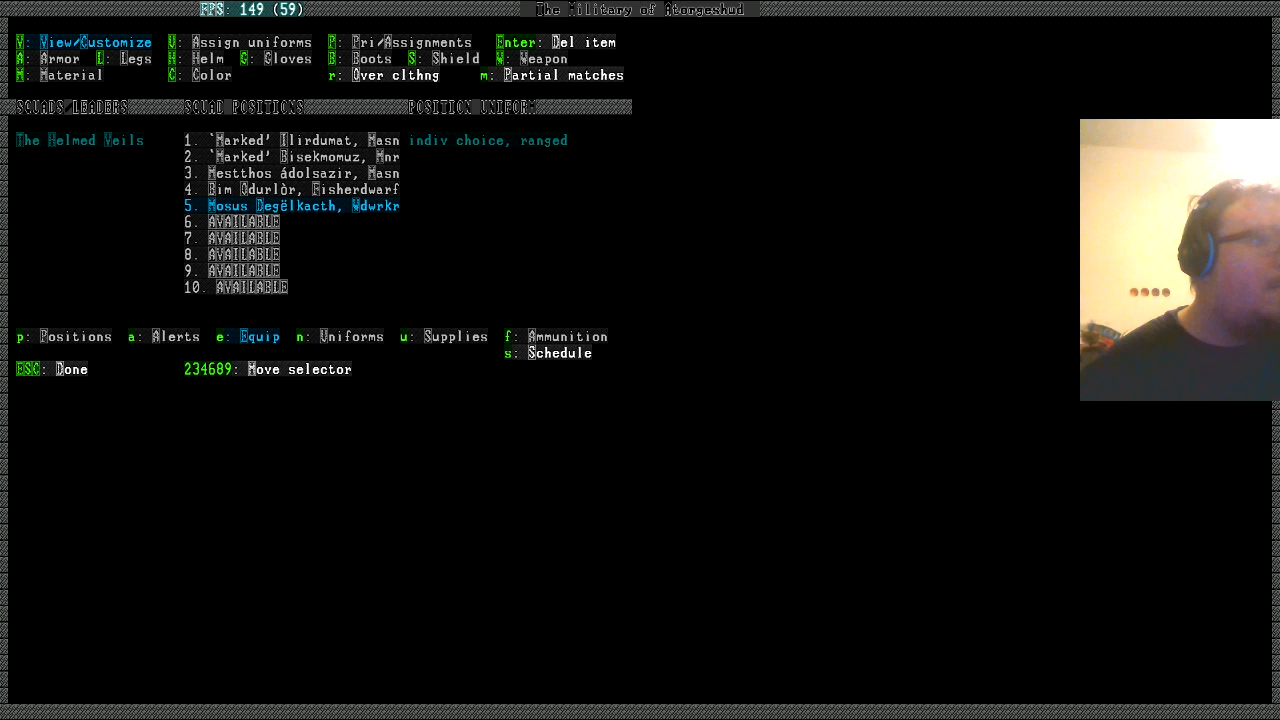 FPS: 149 (59) The Military of Atorgeshud
V: View/Customize U: Assign uniforms P: Pri/Assignments Enter: Del item
A: Armor L: Legs H: Helm G: Gloves B: Boots S: Shield W: Weapon
M: Material C: Color r: Over clthng m: Partial matches
SQUADS/LEADERS SQUAD POSITIONS POSITION UNIFORM
The Helmed Veils 1. `Marked' Ilirdumat, Masn indiv choice, ranged
2. `Marked' Bisekmomuz, Mnr
3. Mestthos ádolsazir, Masn
4. Bim Odurlòr, Fisherdwarf
5. Mosus Degëlkacth, Wdwrkr
6. AVAILABLE
7. AVAILABLE
8. AVAILABLE
9. AVAILABLE
10. AVAILABLE
p: Positions a: Alerts e: Equip n: Uniforms u: Supplies f: Ammunition
s: Schedule
ESC: Done 234689: Move selector